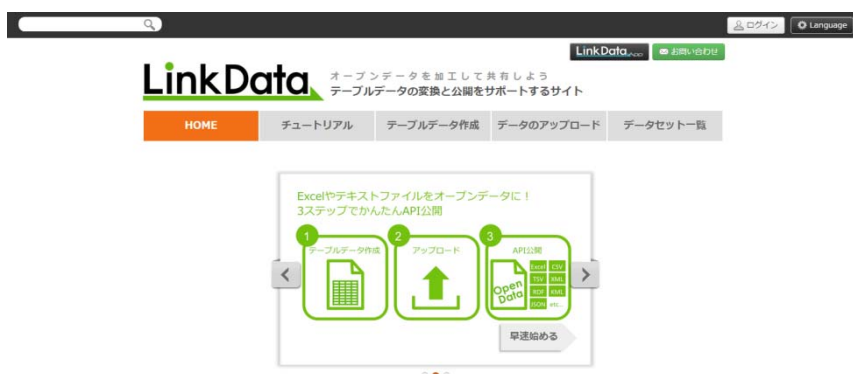 ログイン
Language
LinkData App
お問い合わせ
LinkData
オープンデータを加工して共有しよう
テーブルデータの変換と公開をサポートするサイト
HOME
チュートリアル
テーブルデータ作成
データのアップロード
データセット一覧
Excelやテキストファイルをオープンデータに！
3ステップでかんたんAPI公開
1
テーブルデータ作成
2
アップロード
3
API公開
Open Data
Excel CSV
TSV XML
RDF KML
JSON etc..
早速始める